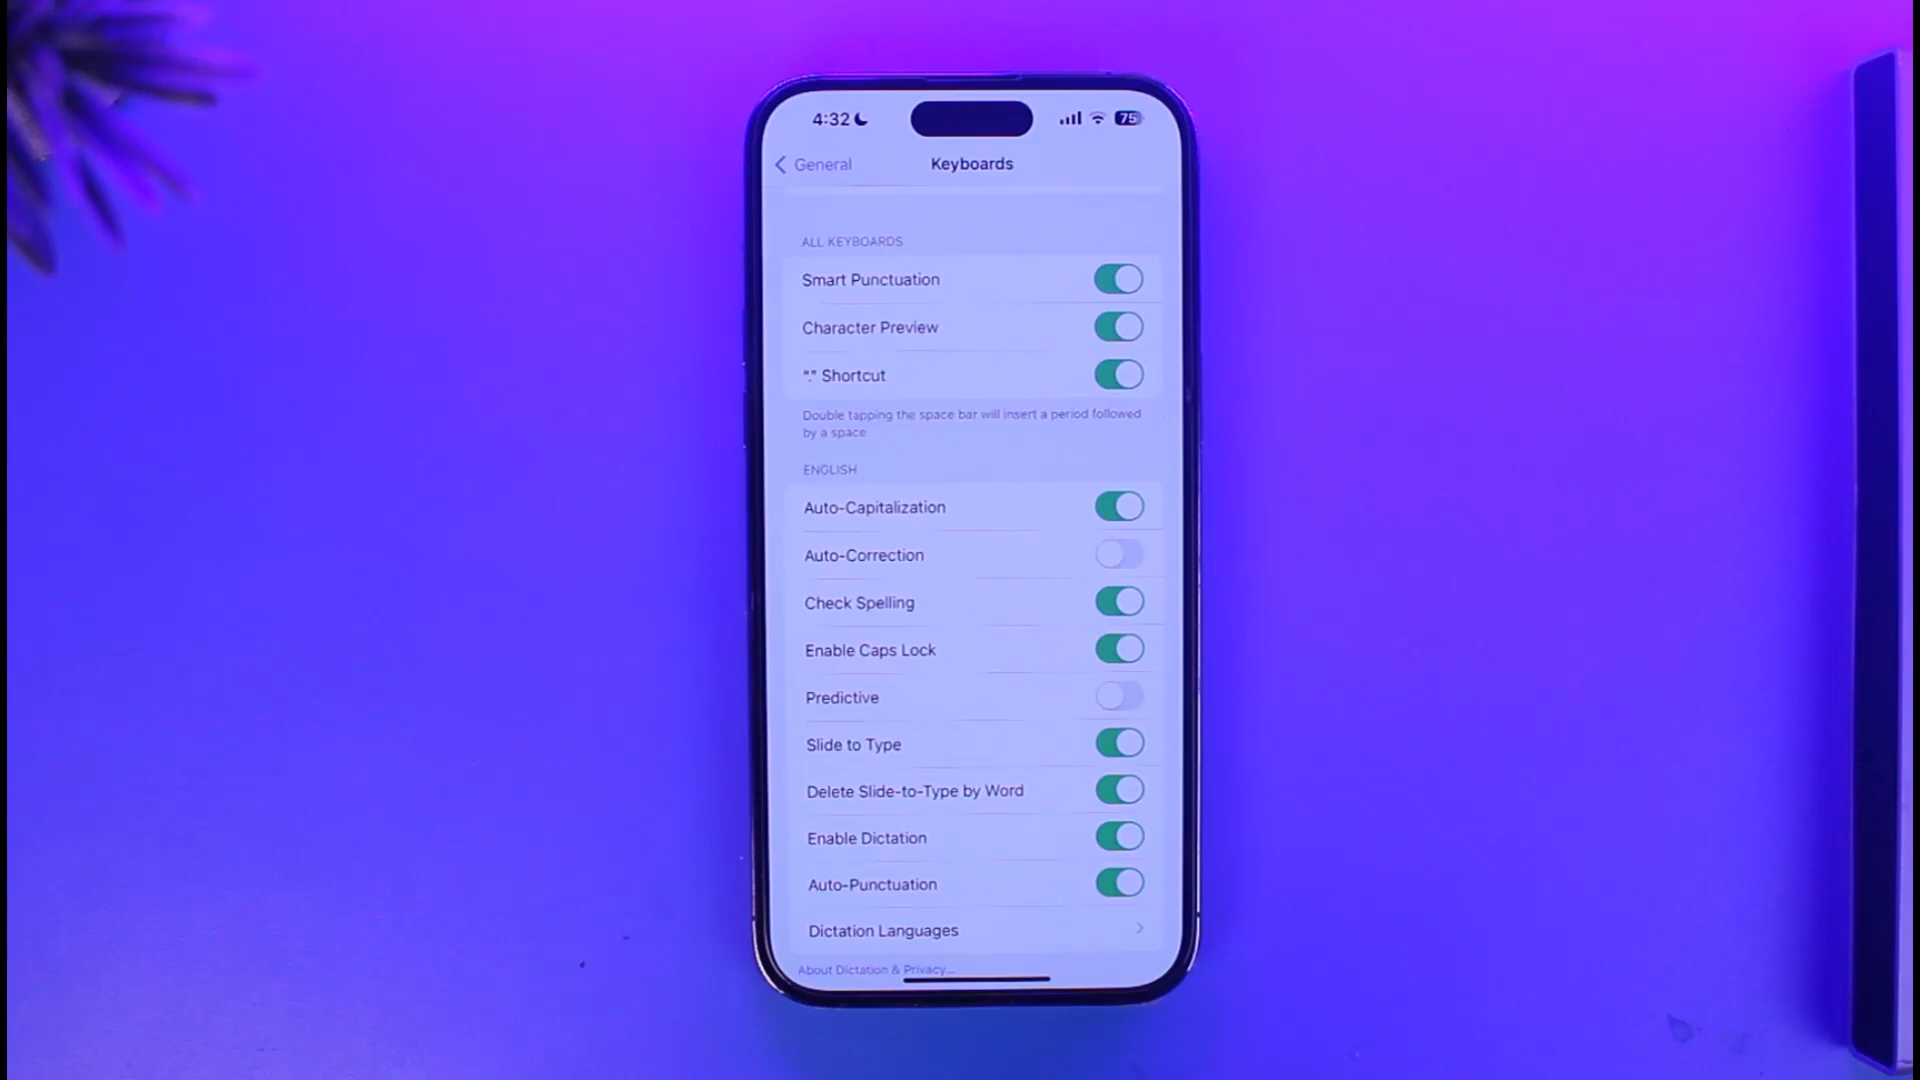 4:32
75
General
Keyboards
ALL KEYBOARDS
Smart Punctuation
Character Preview
"." Shortcut
Double tapping the space bar will insert a period followed
by a space
ENGLISH
Auto-Capitalization
Auto-Correction
Check Spelling
Enable Caps Lock
Predictive
Slide to Type
Delete Slide-to-Type by Word
Enable Dictation
Auto-Punctuation
Dictation Languages
About Dictation & Privacy...